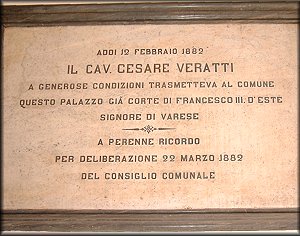 ADDI 12 FEBBRAIO 1882
IL CAV. CESARE VERATTI
A GENEROSE CONDIZIONI TRASMETTEVA AL COMUNE
QUESTO PALAZZO GIÁ CORTE DI FRANCESCO III. D'ESTE
SIGNORE DI VARESE
A PERENNE RICORDO
PER DELIBERAZIONE 22 MARZO 1882
DEL CONSIGLIO COMUNALE